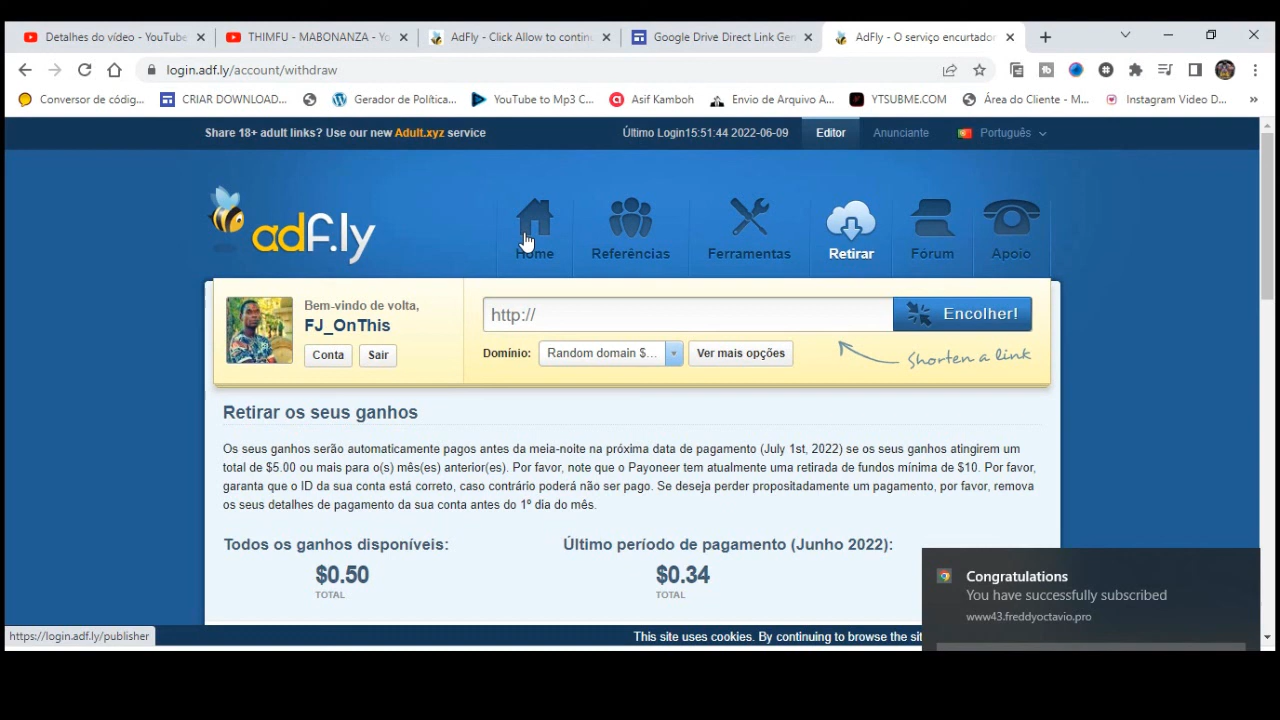 Detalhes do vídeo - YouTube
THIMFU - MABONANZA - Yo
AdFly - Click Allow to contin
Google Drive Direct Link Gen
AdFly - O serviço encurtador
login.adf.ly/account/withdraw
Conversor de códig...
CRIAR DOWNLOAD...
Gerador de Política...
YouTube to Mp3 C...
Asif Kamboh
Envio de Arquivo A...
YTSUBME.COM
Área do Cliente - M...
Instagram Video D...
Share 18+ adult links? Use our new Adult.xyz service
Último Login15:51:44 2022-06-09
Editor
Anunciante
Português
adf.ly
Home
Referências
Ferramentas
Retirar
Fórum
Apoio
Bem-vindo de volta,
FJ_OnThis
Conta
Sair
http://
Encolher!
Domínio:
Random domain $...
Ver mais opções
Shorten a link
Retirar os seus ganhos
Os seus ganhos serão automaticamente pagos antes da meia-noite na próxima data de pagamento (July 1st, 2022) se os seus ganhos atingirem um
total de $5.00 ou mais para o(s) mês(es) anterior(es). Por favor, note que o Payoneer tem atualmente uma retirada de fundos mínima de $10. Por favor,
garanta que o ID da sua conta está correto, caso contrário poderá não ser pago. Se deseja perder propositadamente um pagamento, por favor, remova
os seus detalhes de pagamento da sua conta antes do 1º dia do mês.
Todos os ganhos disponíveis:
Último período de pagamento (Junho 2022):
$0.50
$0.34
TOTAL
TOTAL
Congratulations
You have successfully subscribed
www43.freddyoctavio.pro
https://login.adf.ly/publisher
This site uses cookies. By continuing to browse the sit